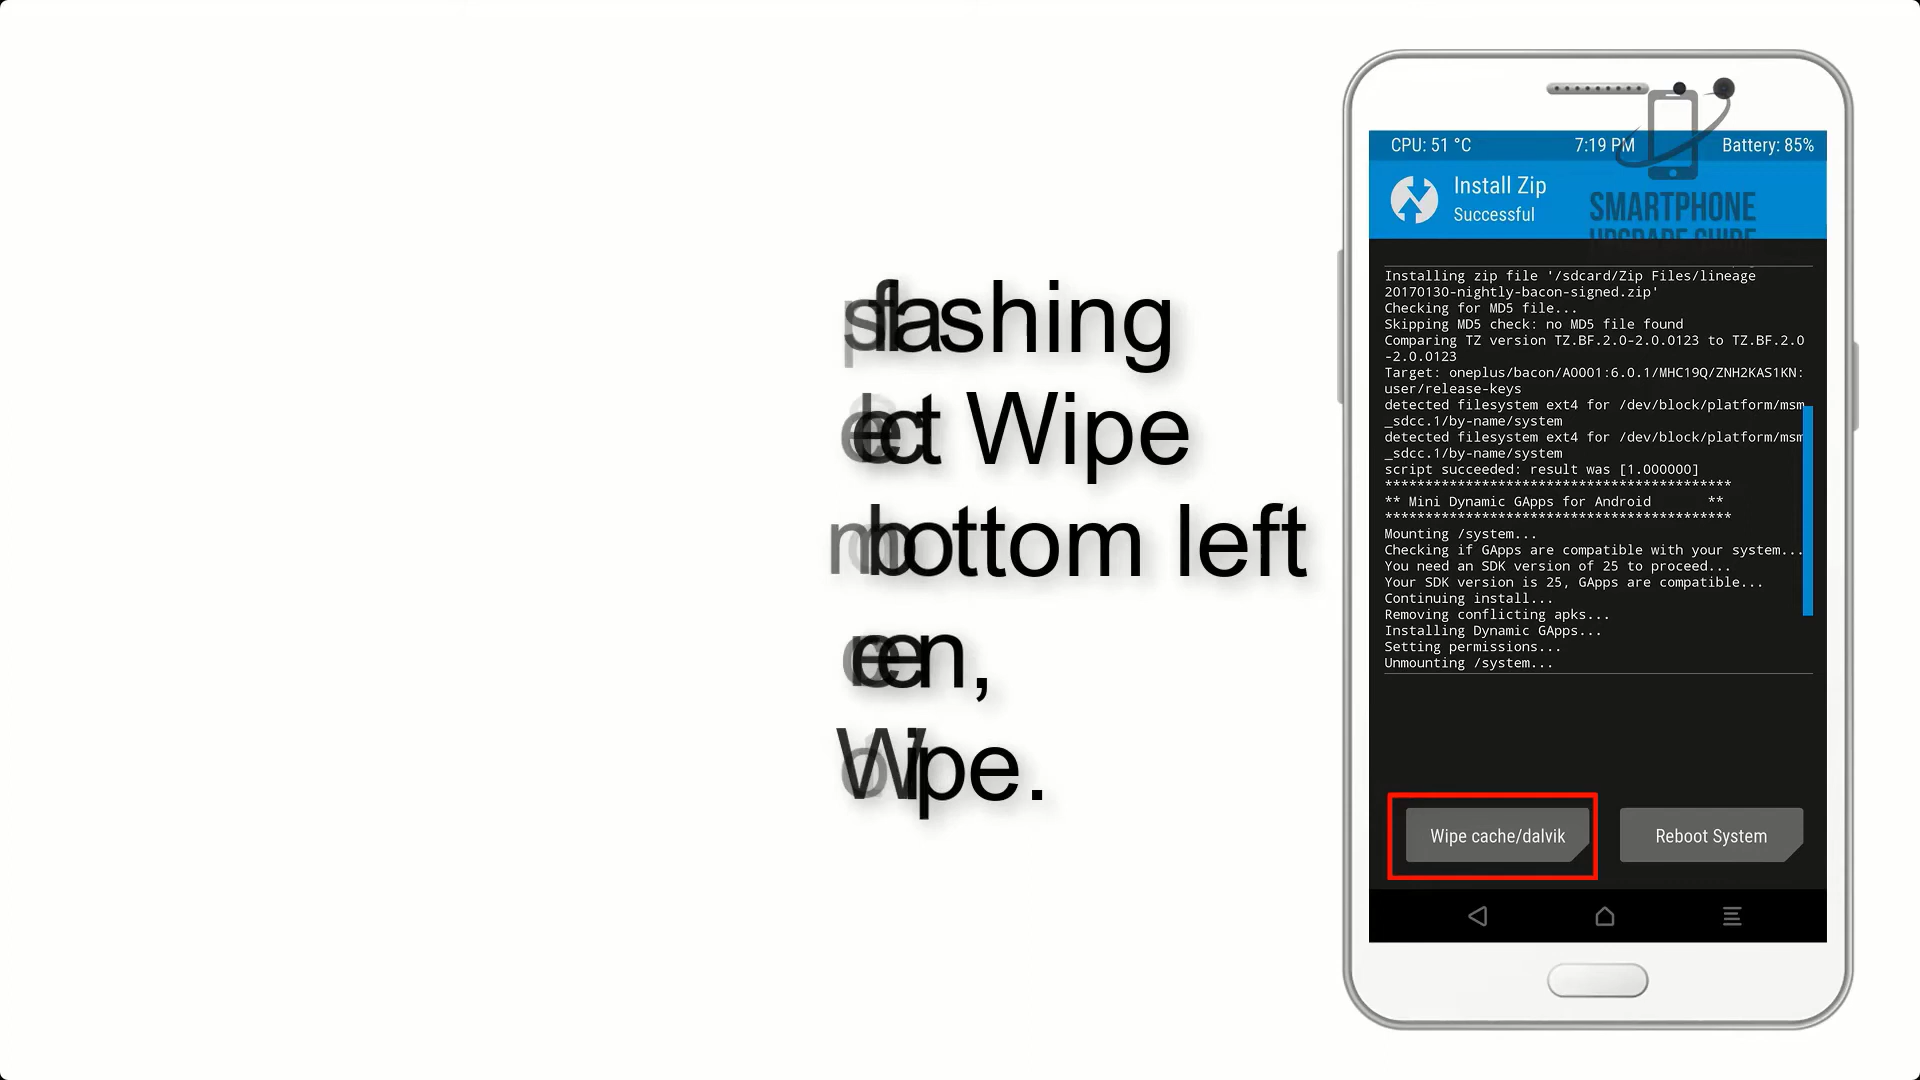 flashing
Wipe
bottom left
Wipe.
CPU: 51 °C 7:19 PM Battery: 85%
Install Zip
Successful
SMARTPHONE
UPGRADE GUIDE
Installing zip file '/sdcard/Zip Files/lineage
20170130-nightly-bacon-signed.zip'
Checking for MD5 file...
Skipping MD5 check: no MD5 file found
Comparing TZ version TZ.BF.2.0-2.0.0123 to TZ.BF.2.0
-2.0.0123
Target: oneplus/bacon/A0001:6.0.1/MHC19Q/ZNH2KAS1KN:
user/release-keys
detected filesystem ext4 for /dev/block/platform/msm
_sdcc.1/by-name/system
detected filesystem ext4 for /dev/block/platform/msm
_sdcc.1/by-name/system
script succeeded: result was [1.000000]
*******************************************
** Mini Dynamic GApps for Android **
*******************************************
Mounting /system...
Checking if GApps are compatible with your system...
You need an SDK version of 25 to proceed...
Your SDK version is 25, GApps are compatible...
Continuing install...
Removing conflicting apks...
Installing Dynamic GApps...
Setting permissions...
Unmounting /system...
Wipe cache/dalvik Reboot System